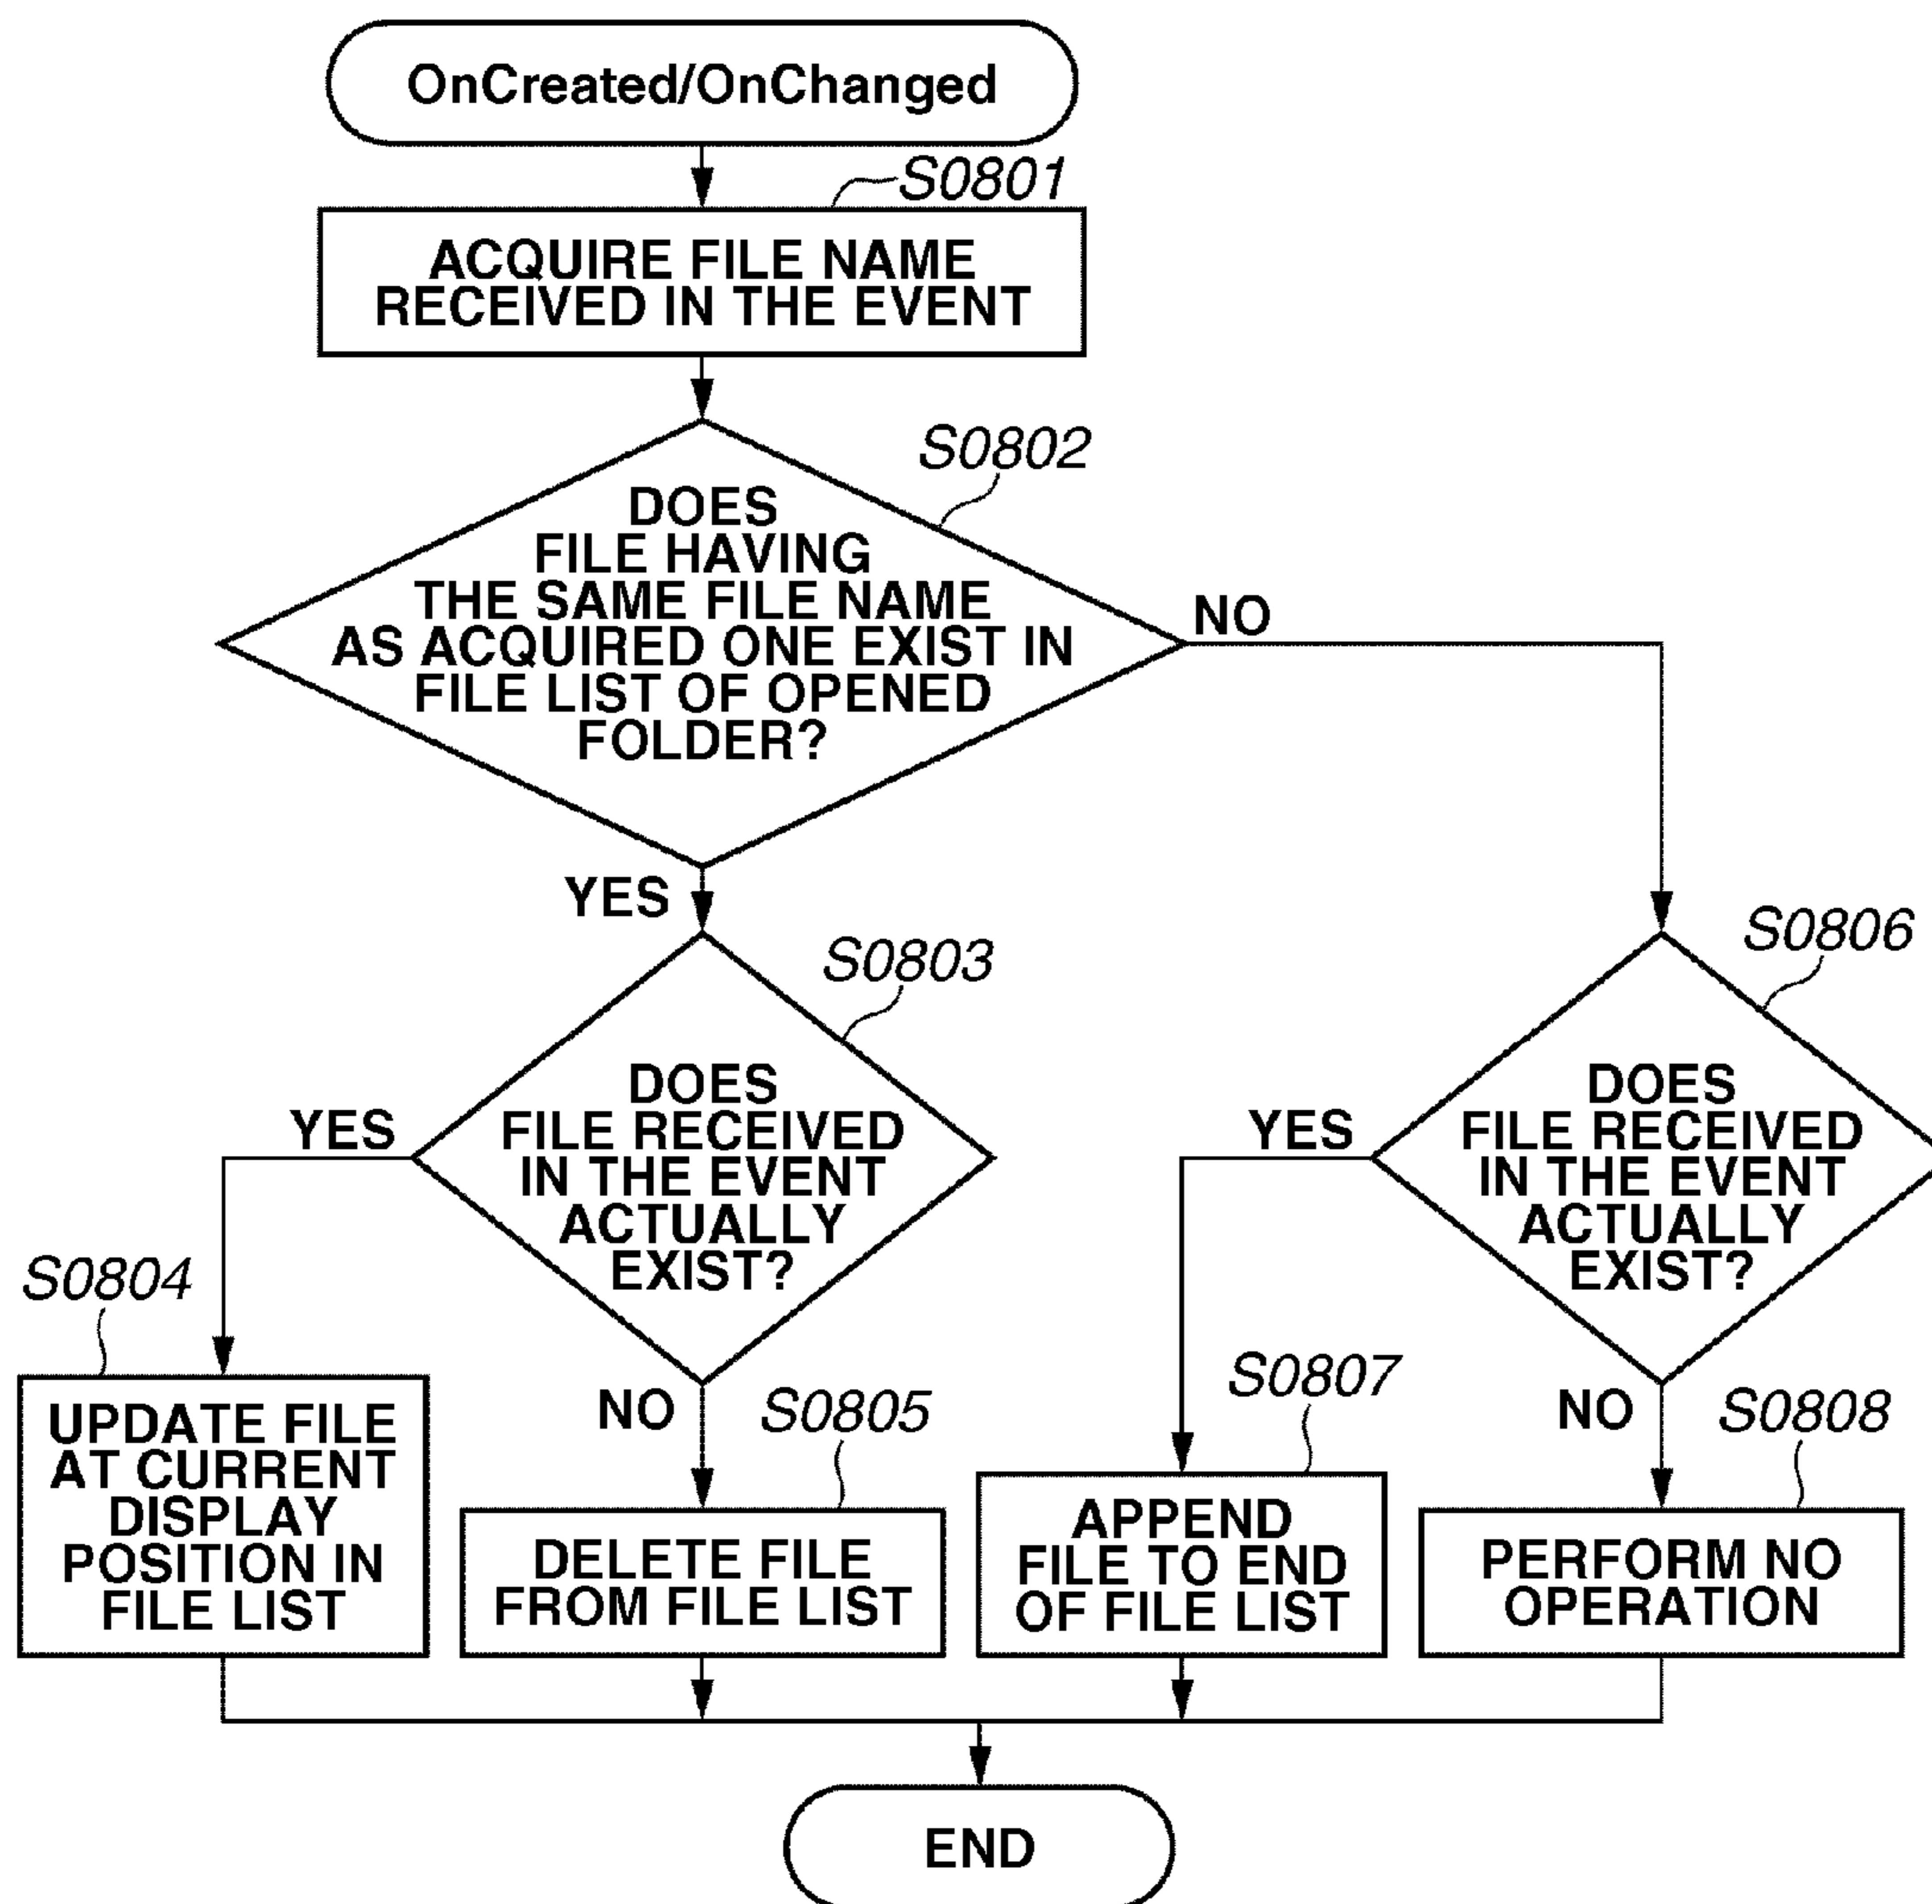 OnCreated/OnChanged
S0801
ACQUIRE FILE NAME
RECEIVED IN THE EVENT
S0802
DOES
FILE HAVING
THE SAME FILE NAME
AS ACQUIRED ONE EXIST IN
FILE LIST OF OPENED
FOLDER?
NO
YES
S0803
DOES
FILE RECEIVED
IN THE EVENT
ACTUALLY
EXIST?
YES
S0804
UPDATE FILE
AT CURRENT
DISPLAY
POSITION IN
FILE LIST
NO
S0805
DELETE FILE
FROM FILE LIST
S0806
DOES
FILE RECEIVED
IN THE EVENT
ACTUALLY
EXIST?
YES
S0807
APPEND
FILE TO END
OF FILE LIST
NO
S0808
PERFORM NO
OPERATION
END